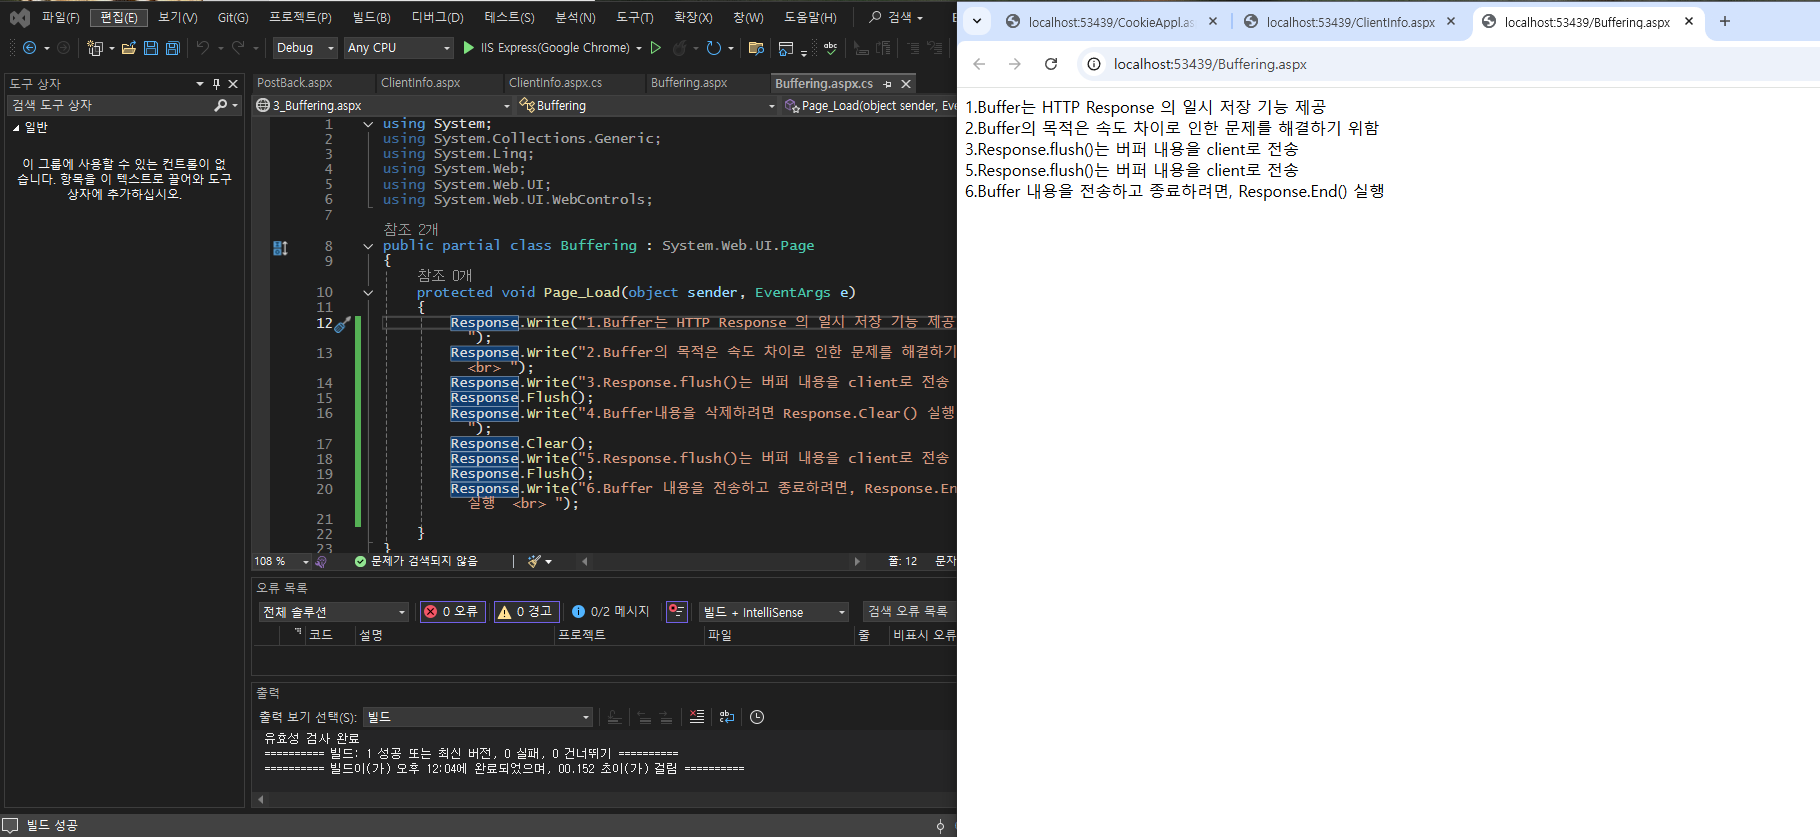 파일(F) 편집(E) 보기(V) Git(G) 프로젝트(P) 빌드(B) 디버그(D) 테스트(S) 분석(N) 도구(T) 확장(X) 창(W) 도움말(H) 검색
Debug Any CPU IIS Express(Google Chrome)
도구 상자
검색 도구 상자
일반
이 그룹에 사용할 수 있는 컨트롤이 없
습니다. 항목을 이 텍스트로 끌어와 도구
상자에 추가하십시오.
PostBack.aspx ClientInfo.aspx ClientInfo.aspx.cs Buffering.aspx Buffering.aspx.cs
3_Buffering.aspx Buffering Page_Load(object sender, Eve
1 using System;
2 using System.Collections.Generic;
3 using System.Linq;
4 using System.Web;
5 using System.Web.UI;
6 using System.Web.UI.WebControls;
7
참조 2개
8 public partial class Buffering : System.Web.UI.Page
9 {
참조 0개
10 protected void Page_Load(object sender, EventArgs e)
11 {
12 Response.Write("1.Buffer는 HTTP Response 의 일시 저장 기능 제공
");
13 Response.Write("2.Buffer의 목적은 속도 차이로 인한 문제를 해결하기
<br> ");
14 Response.Write("3.Response.flush()는 버퍼 내용을 client로 전송
15 Response.Flush();
16 Response.Write("4.Buffer내용을 삭제하려면 Response.Clear() 실행
");
17 Response.Clear();
18 Response.Write("5.Response.flush()는 버퍼 내용을 client로 전송
19 Response.Flush();
20 Response.Write("6.Buffer 내용을 전송하고 종료하려면, Response.En
실행 <br> ");
21
22 }
23 }
108 % 문제가 검색되지 않음 줄: 12 문자
오류 목록
전체 솔루션 0 오류 0 경고 0/2 메시지 빌드 + IntelliSense 검색 오류 목록
코드 설명 프로젝트 파일 줄 비표시 오류
출력
출력 보기 선택(S): 빌드
유효성 검사 완료
========== 빌드: 1 성공 또는 최신 버전, 0 실패, 0 건너뛰기 ==========
========== 빌드이(가) 오후 12:04에 완료되었으며, 00.152 초이(가) 걸림 ==========
빌드 성공
localhost:53439/CookieAppl.as localhost:53439/ClientInfo.aspx localhost:53439/Buffering.aspx
localhost:53439/Buffering.aspx
1.Buffer는 HTTP Response 의 일시 저장 기능 제공
2.Buffer의 목적은 속도 차이로 인한 문제를 해결하기 위함
3.Response.flush()는 버퍼 내용을 client로 전송
5.Response.flush()는 버퍼 내용을 client로 전송
6.Buffer 내용을 전송하고 종료하려면, Response.End() 실행